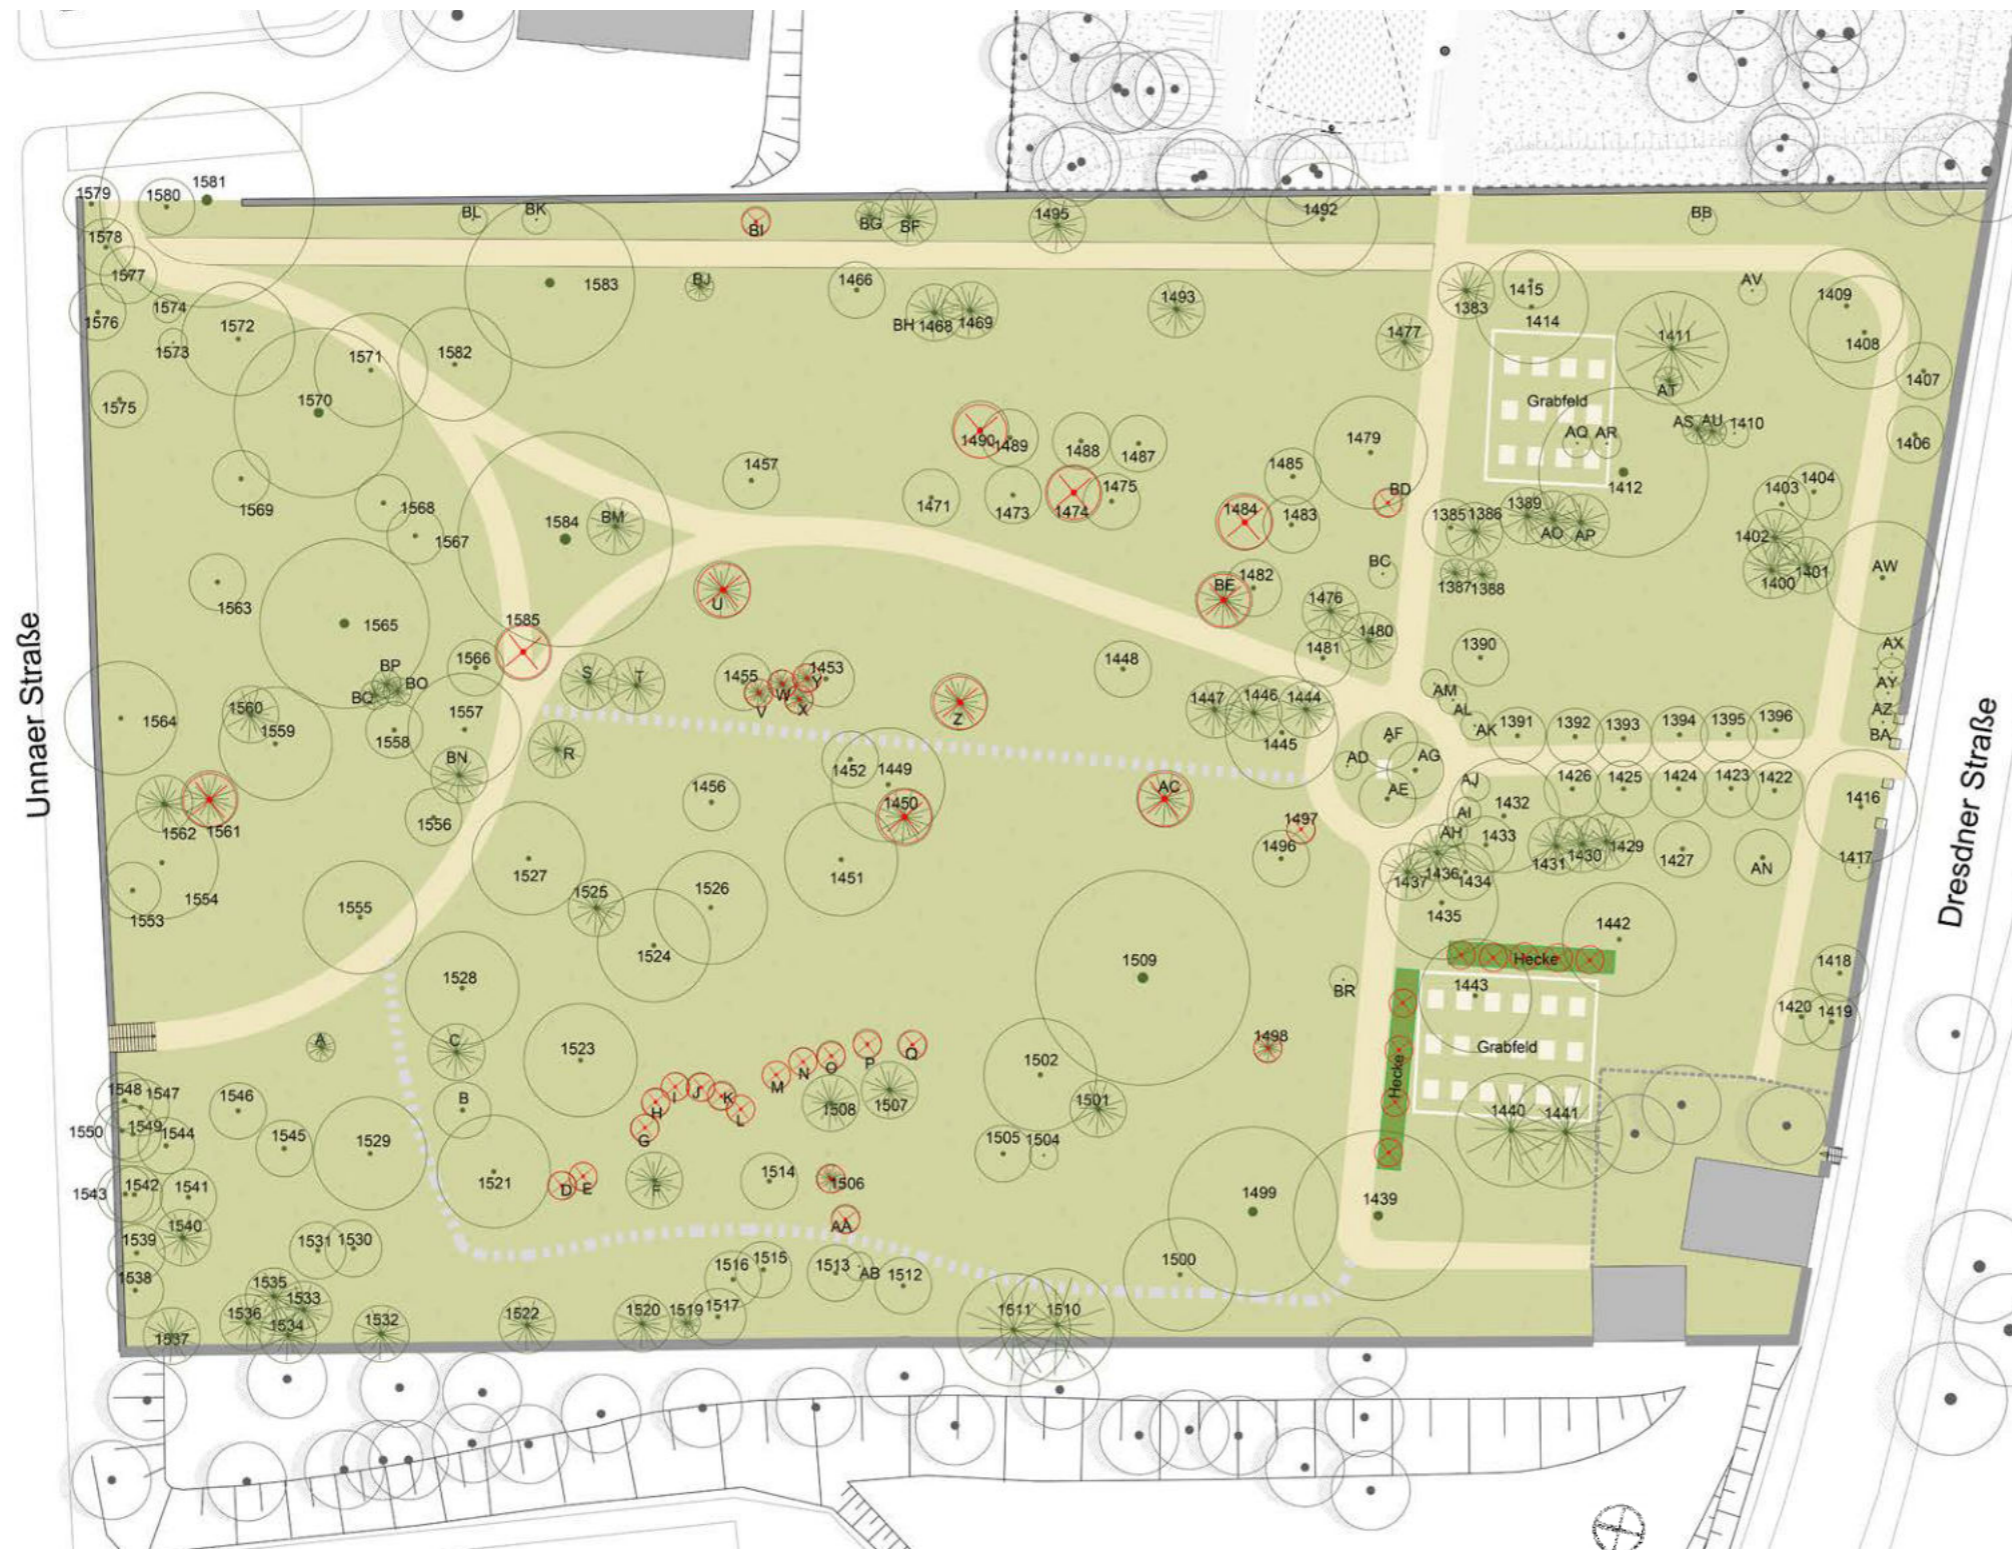 1579
1580
1581
BL
BK
BI
BG
BF
1495
1492
BB
1578
1577
1574
1576
1572
1573
1571
1582
1583
BJ
1466
BH
1468
1469
1493
1383
1415
1414
AV
1409
1408
1477
1411
AT
1407
1575
1570
Grabfeld
AQ
AR
AS
AU
1410
1406
1490
1489
1488
1487
1479
1412
1569
1568
1567
1457
1471
1473
1474
1475
1485
1484
1483
BD
1385
1386
1389
AO
AP
1403
1404
1402
1400
1401
AW
1584
BM
1563
1565
1585
U
BE
1482
BC
1387
1388
1476
1480
1481
1390
Unnaer Straße
BP
BO
BQ
1566
S
T
1455
1453
W
Y
V
X
Z
1448
AX
AY
AZ
BA
AM
AL
AK
1391
1392
1393
1394
1395
1396
1564
1560
1559
1558
1557
BN
R
1447
1446
1444
1445
AF
AD
AG
AE
AJ
AI
AH
1426
1425
1424
1423
1422
1416
Dresdner Straße
1562
1561
1556
1456
1452
1449
1450
AC
1497
1496
1432
1433
1431
1430
1429
1427
AN
1417
1437
1436
1434
1435
1554
1553
1555
1527
1525
1526
1451
1442
1524
1528
1509
Hecke
BR
1443
1418
1420
1419
A
C
1523
M
N
O
P
Q
1498
Grabfeld
Hecke
1502
1501
1440
1441
1548
1547
1546
B
H
I
J
K
L
G
1508
1507
1550
1549
1544
1545
1529
1505
1504
1543
1542
1541
1521
D
E
F
1514
1506
1499
1439
AA
1540
1539
1531
1530
1538
1535
1533
1536
1534
1537
1532
1522
1520
1519
1517
1516
1515
1513
AB
1512
1500
1511
1510